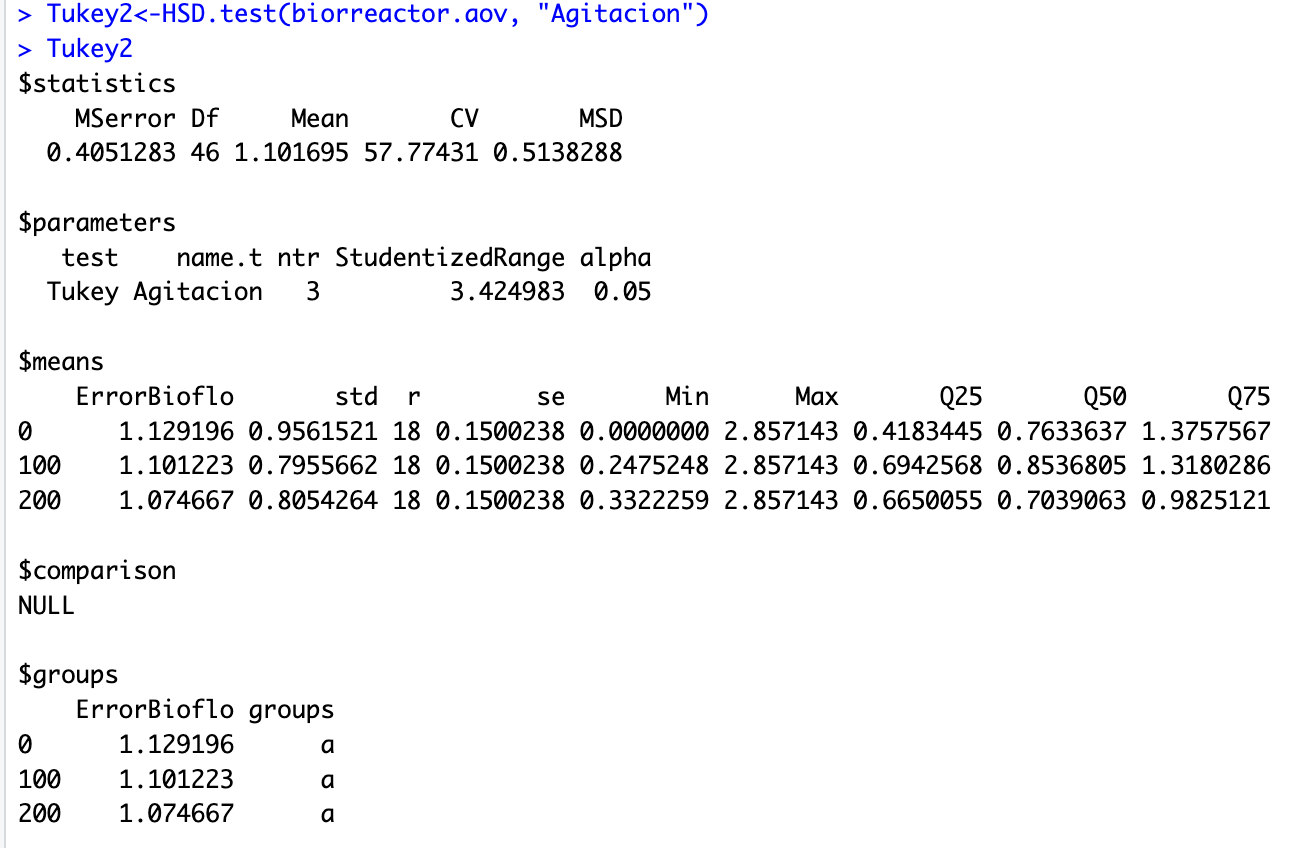 > Tukey2<-HSD.test(biorreactor.aov, "Agitacion")
> Tukey2
$statistics
    MSerror Df     Mean       CV       MSD
  0.4051283 46 1.101695 57.77431 0.5138288

$parameters
   test    name.t ntr StudentizedRange alpha
  Tukey Agitacion   3         3.424983  0.05

$means
    ErrorBioflo       std  r        se       Min      Max       Q25       Q50       Q75
0      1.129196 0.9561521 18 0.1500238 0.0000000 2.857143 0.4183445 0.7633637 1.3757567
100    1.101223 0.7955662 18 0.1500238 0.2475248 2.857143 0.6942568 0.8536805 1.3180286
200    1.074667 0.8054264 18 0.1500238 0.3322259 2.857143 0.6650055 0.7039063 0.9825121

$comparison
NULL

$groups
    ErrorBioflo groups
0      1.129196      a
100    1.101223      a
200    1.074667      a